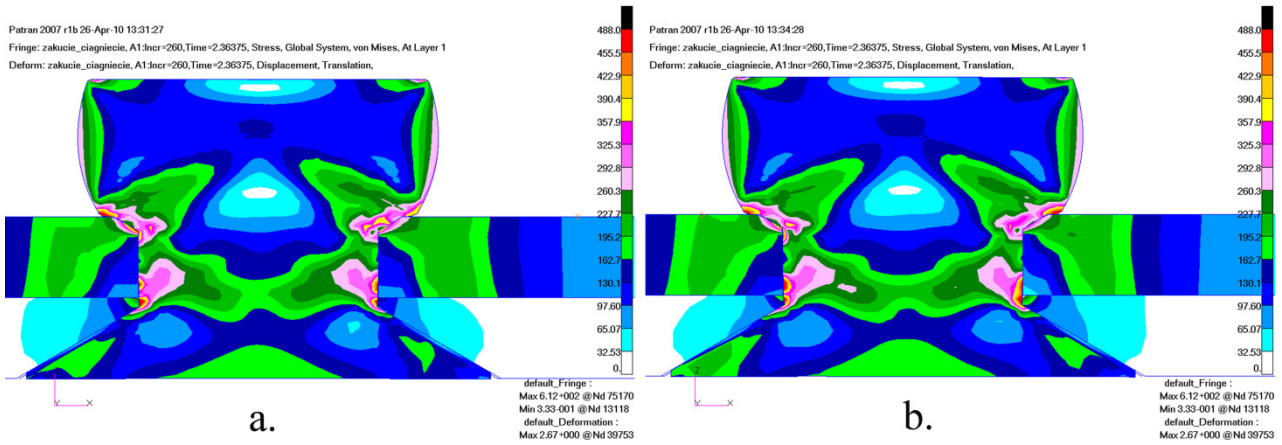 Patran 2007 r1b 26-Apr-10 13:31:27
Fringe: zakucie_ciagniecie, A1:Incr=260,Time=2.36375, Stress, Global System, von Mises, At Layer 1
Deform: zakucie_ciagniecie, A1:Incr=260,Time=2.36375, Displacement, Translation,
488.0
455.5
422.9
390.4
357.9
325.3
292.8
260.3
227.7
195.2
162.7
130.1
97.60
65.07
32.53
0.
default_Fringe :
Max 6.12+002 @Nd 75170
Min 3.33-001 @Nd 13118
default_Deformation :
Max 2.67+000 @Nd 39753
Y
X
a.
Patran 2007 r1b 26-Apr-10 13:34:28
Fringe: zakucie_ciagniecie, A1:Incr=260,Time=2.36375, Stress, Global System, von Mises, At Layer 1
Deform: zakucie_ciagniecie, A1:Incr=260,Time=2.36375, Displacement, Translation,
488.0
455.5
422.9
390.4
357.9
325.3
292.8
260.3
227.7
195.2
162.7
130.1
97.60
65.07
32.53
0.
default_Fringe :
Max 6.12+002 @Nd 75170
Min 3.33-001 @Nd 13118
default_Deformation :
Max 2.67+000 @Nd 39753
Z
Y
X
b.